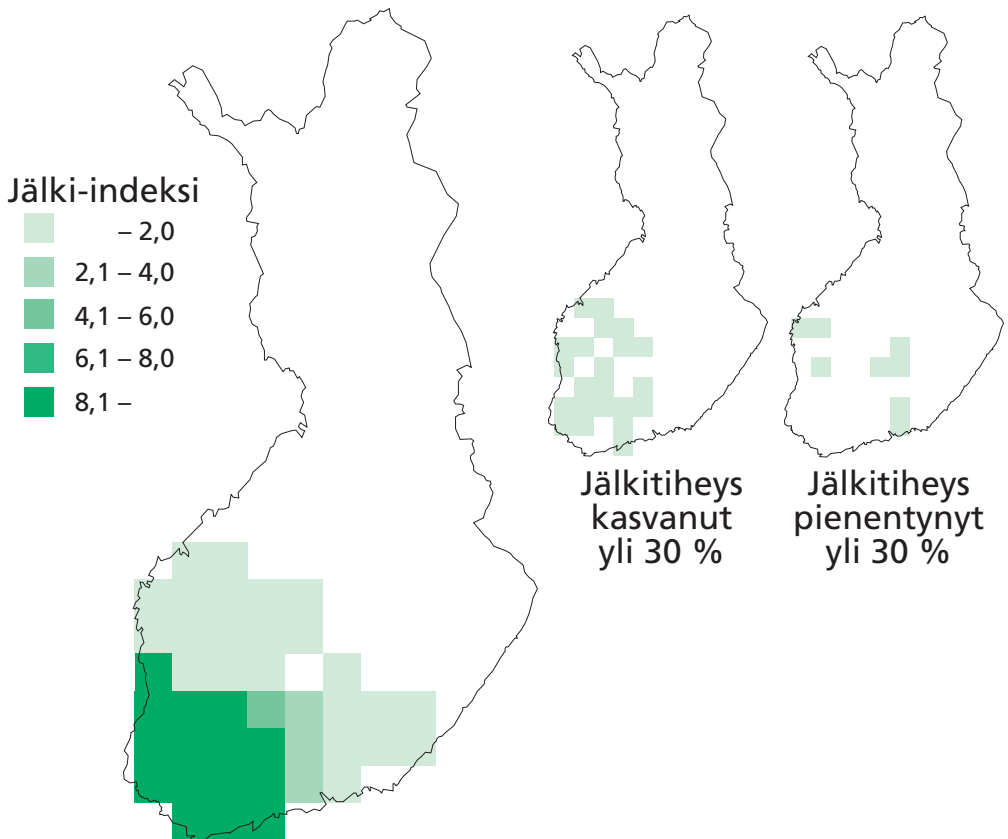 Jälki-indeksi
– 2,0
2,1 – 4,0
4,1 – 6,0
6,1 – 8,0
8,1 –
Jälkitiheys
kasvanut
yli 30 %
Jälkitiheys
pienentynyt
yli 30 %